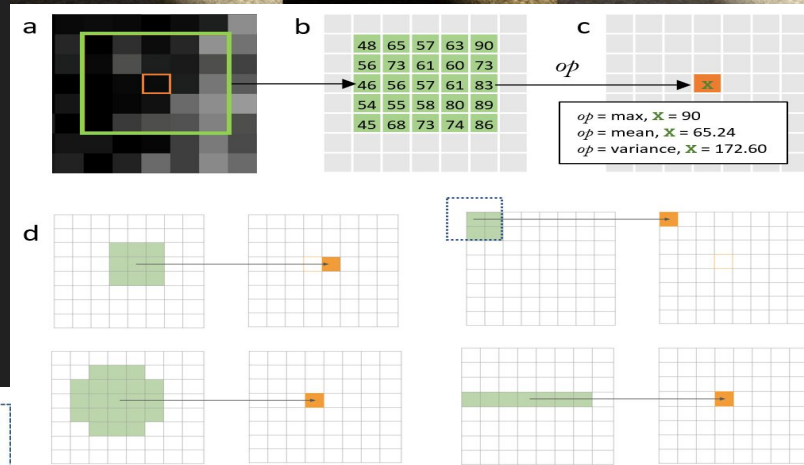 a
b
c
48 65 57 63 90
56 73 61 60 73
46 56 57 61 83
54 55 58 80 89
45 68 73 74 86
op
X
op = max, X = 90
op = mean, X = 65.24
op = variance, X = 172.60
d